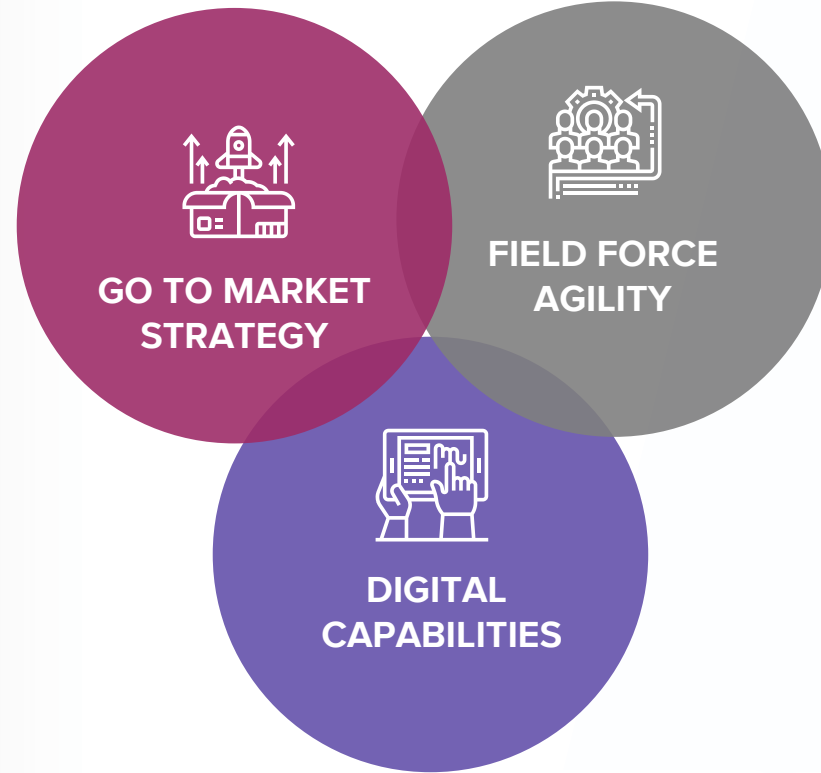 GO TO MARKET
STRATEGY
FIELD FORCE
AGILITY
DIGITAL
CAPABILITIES